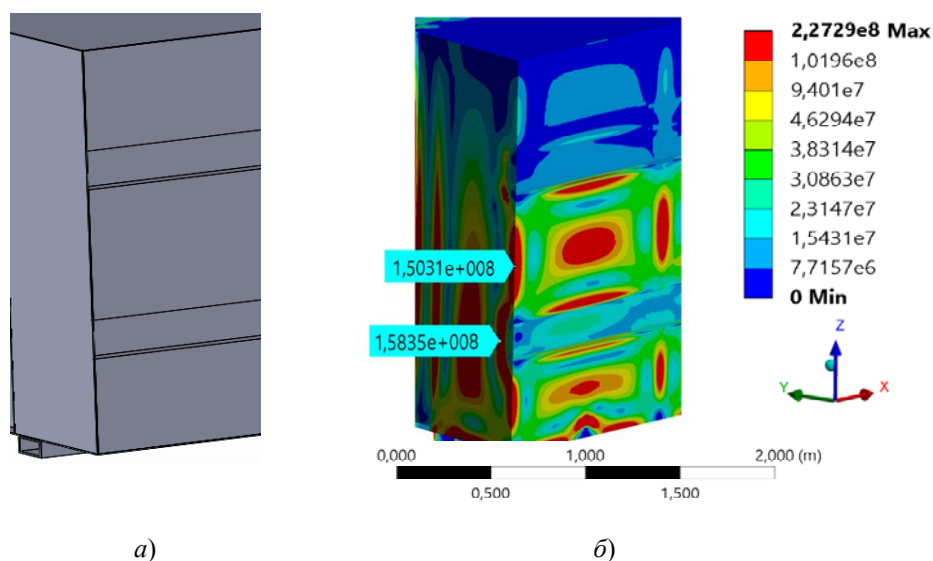 2,2729e8 Max
1,0196e8
9,401e7
4,6294e7
3,8314e7
3,0863e7
2,3147e7
1,5431e7
7,7157e6
0 Min
1,5031e+008
1,5835e+008
Z
Y
X
0,000
1,000
2,000 (m)
0,500
1,500
а)
б)